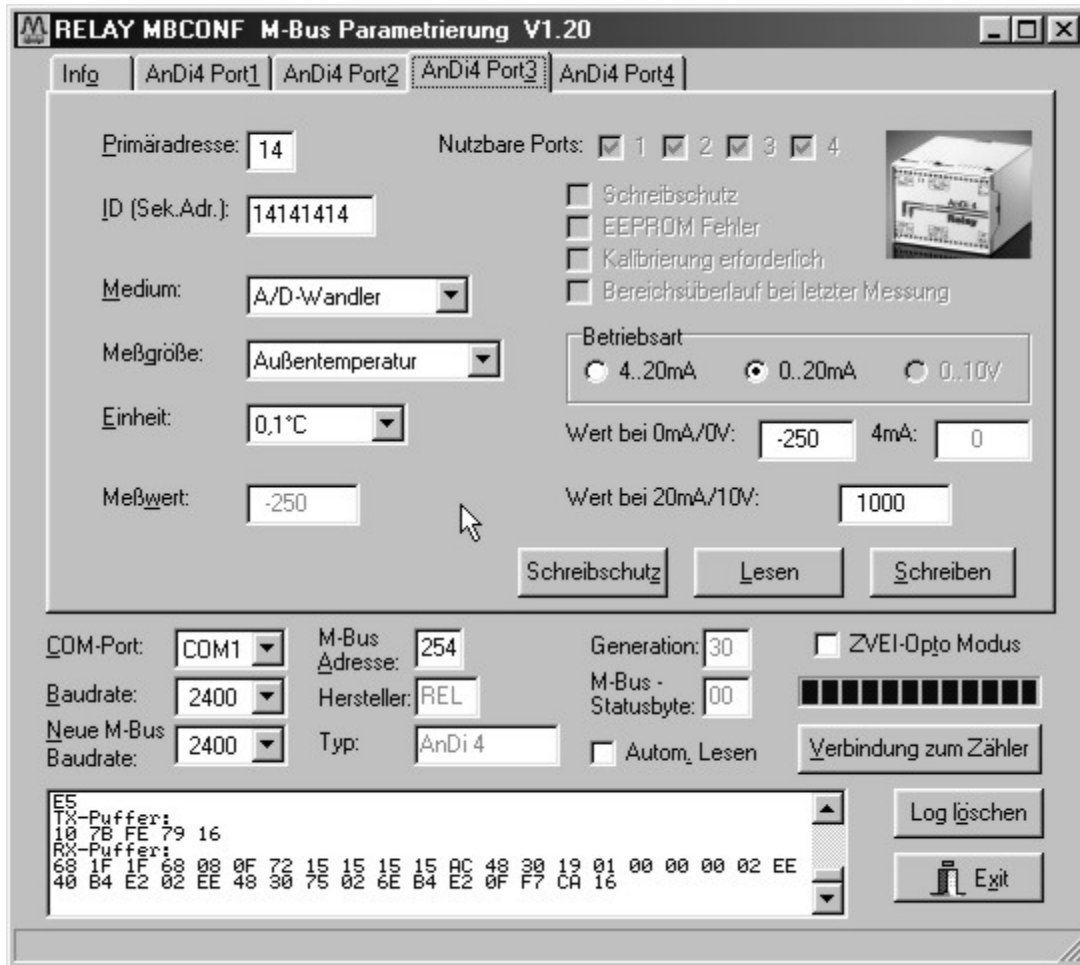 RELAY MBCONF M-Bus Parametrierung V1.20
Info AnDi4 Port1 AnDi4 Port2 AnDi4 Port3 AnDi4 Port4
Primäradresse: 14 Nutzbare Ports: 1 2 3 4
ID (Sek.Adr.): 14141414 Schreibschutz
EEPROM Fehler
Kalibrierung erforderlich
AnDi 4
Relay
Medium: A/D-Wandler Bereichsüberlauf bei letzter Messung
Meßgröße: Außentemperatur Betriebsart
4..20mA 0..20mA 0..10V
Einheit: 0,1°C Wert bei 0mA/0V: -250 4mA: 0
Meßwert: -250 Wert bei 20mA/10V: 1000
Schreibschutz Lesen Schreiben
COM-Port: COM1 M-Bus Adresse: 254 Generation: 30 ZVEI-Opto Modus
Baudrate: 2400 Hersteller: REL M-Bus - Statusbyte: 00
Neue M-Bus Baudrate: 2400 Typ: AnDi 4 Autom. Lesen Verbindung zum Zähler
E5
TX-Puffer:
10 7B FE 79 16
RX-Puffer:
68 1F 1F 68 08 0F 72 15 15 15 15 AC 48 30 19 01 00 00 00 02 EE
40 B4 E2 02 EE 48 30 75 02 6E B4 E2 0F F7 CA 16
Log löschen
Exit